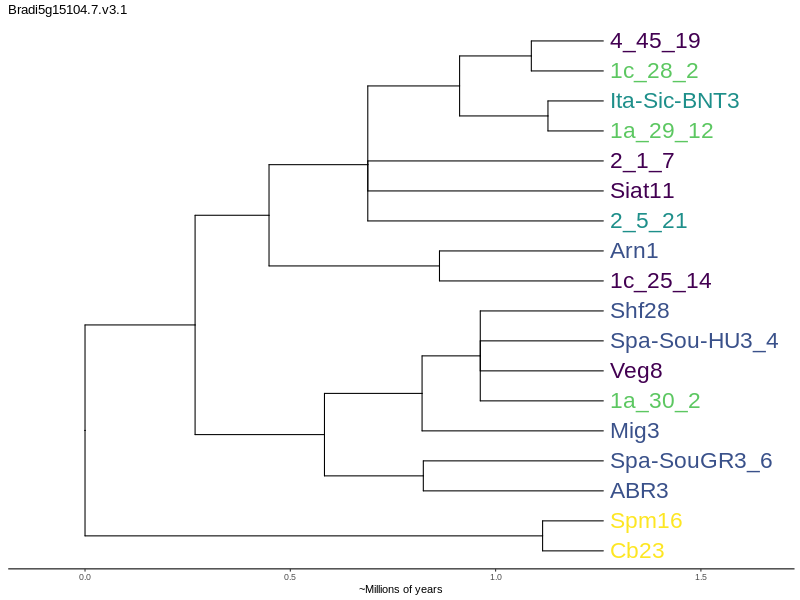 Bradi5g15104.7.v3.1
4_45_19
1c_28_2
Ita-Sic-BNT3
1a_29_12
2_1_7
Siat11
2_5_21
Arn1
1c_25_14
Shf28
Spa-Sou-HU3_4
Veg8
1a_30_2
Mig3
Spa-SouGR3_6
ABR3
Spm16
Cb23
0.0 0.5 1.0 1.5
~Millions of years